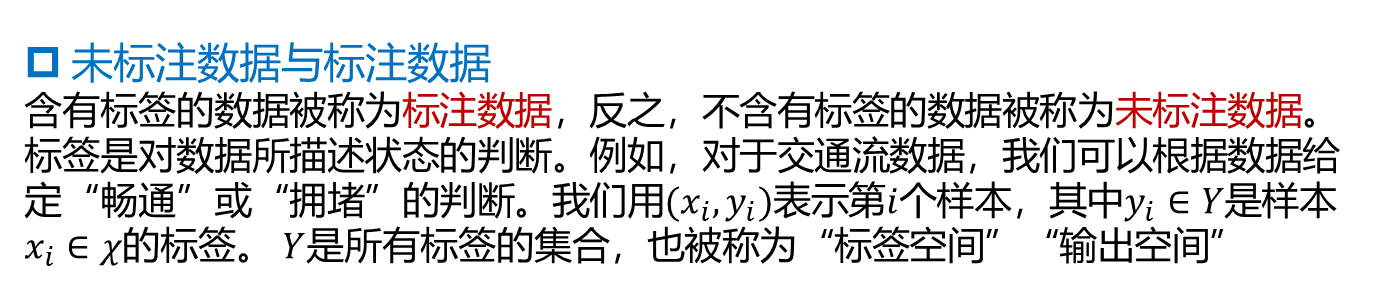 未标注数据与标注数据
含有标签的数据被称为标注数据，反之，不含有标签的数据被称为未标注数据。
标签是对数据所描述状态的判断。例如，对于交通流数据，我们可以根据数据给
定“畅通”或“拥堵”的判断。我们用(xᵢ, yᵢ)表示第i个样本，其中yᵢ ∈ Y是样本
xᵢ ∈ χ的标签。 Y是所有标签的集合，也被称为“标签空间”“输出空间”